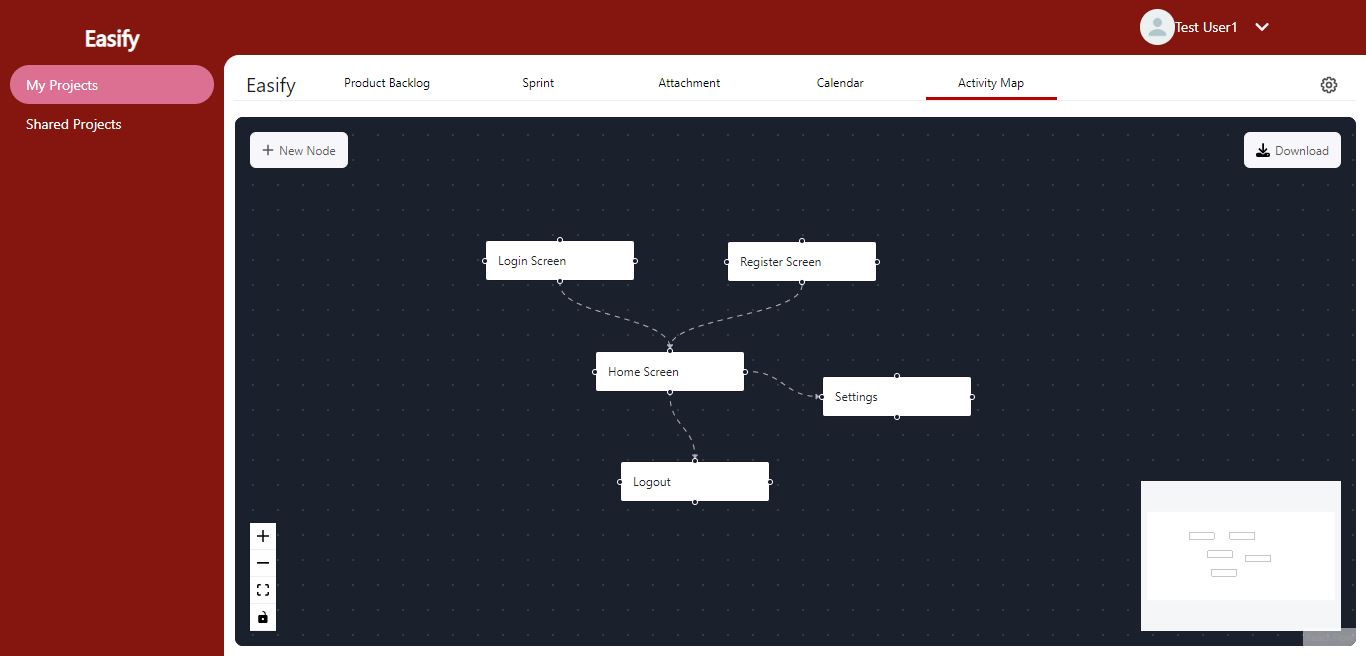 Easify
Test User1
My Projects
Shared Projects
Easify
Product Backlog
Sprint
Attachment
Calendar
Activity Map
New Node
Download
Login Screen
Register Screen
Home Screen
Settings
Logout